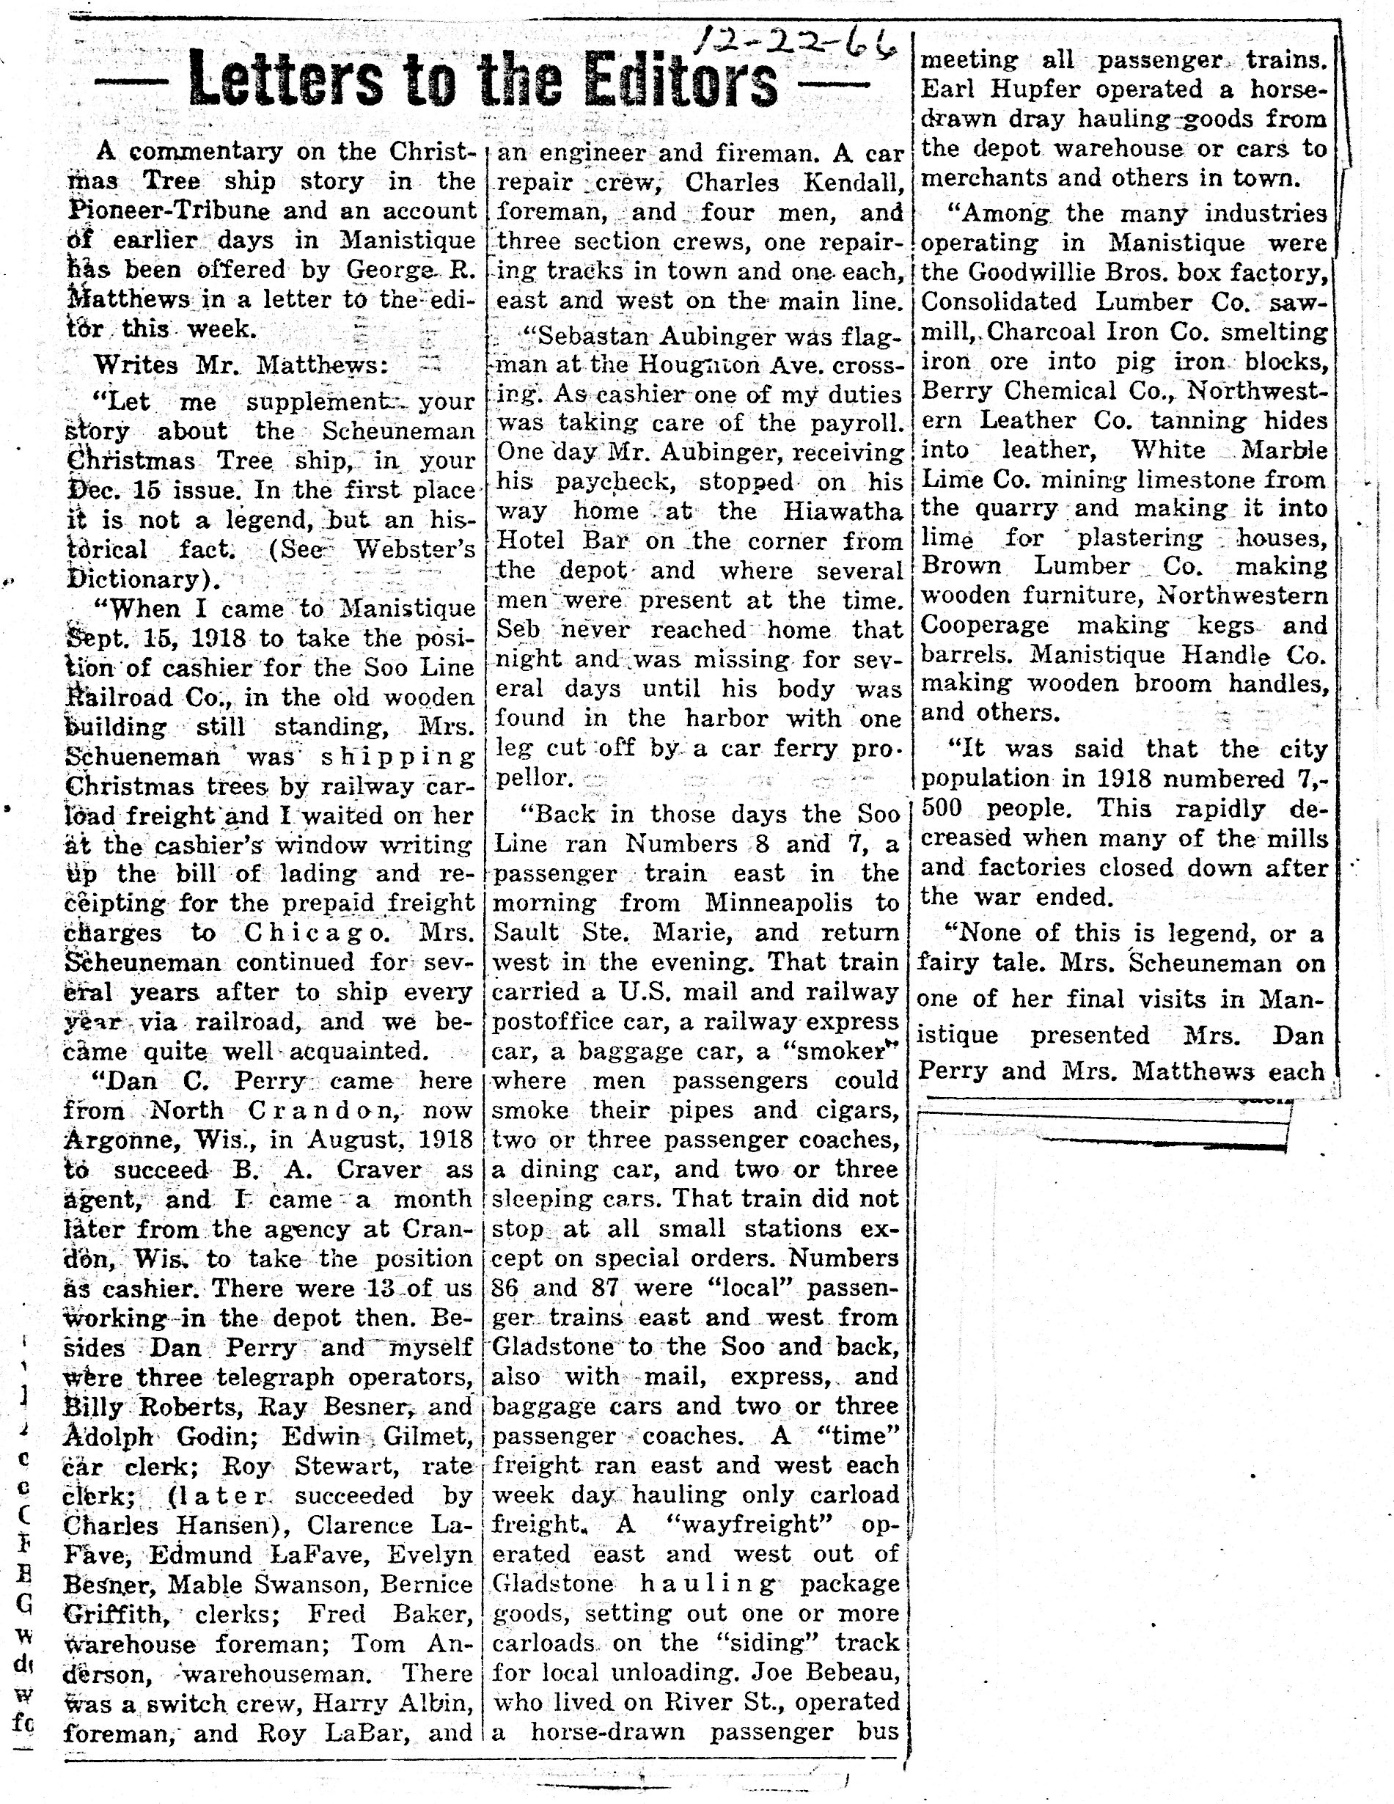 12-22-66
— Letters to the Editors —
A commentary on the Christ-
mas Tree ship story in the
Pioneer-Tribune and an account
of earlier days in Manistique
has been offered by George R.
Matthews in a letter to the edi-
tor this week.
Writes Mr. Matthews:
“Let me supplement your
story about the Scheuneman
Christmas Tree ship, in your
Dec. 15 issue. In the first place
it is not a legend, but an his-
torical fact. (See Webster's
Dictionary).
“When I came to Manistique
Sept. 15, 1918 to take the posi-
tion of cashier for the Soo Line
Railroad Co., in the old wooden
building still standing, Mrs.
Schueneman was shipping
Christmas trees by railway car-
load freight and I waited on her
at the cashier's window writing
up the bill of lading and re-
ceipting for the prepaid freight
charges to Chicago. Mrs.
Scheuneman continued for sev-
eral years after to ship every
year via railroad, and we be-
came quite well acquainted.
“Dan C. Perry came here
from North Crandon, now
Argonne, Wis., in August, 1918
to succeed B. A. Craver as
agent, and I came a month
later from the agency at Cran-
don, Wis. to take the position
as cashier. There were 13 of us
working in the depot then. Be-
sides Dan Perry and myself
were three telegraph operators,
Billy Roberts, Ray Besner, and
Adolph Godin; Edwin Gilmet,
car clerk; Roy Stewart, rate
clerk; (later succeeded by
Charles Hansen), Clarence La-
Fave, Edmund LaFave, Evelyn
Besner, Mable Swanson, Bernice
Griffith, clerks; Fred Baker,
warehouse foreman; Tom An-
derson, warehouseman. There
was a switch crew, Harry Albin,
foreman, and Roy LaBar, and
an engineer and fireman. A car
repair crew, Charles Kendall,
foreman, and four men, and
three section crews, one repair-
ing tracks in town and one each,
east and west on the main line.
“Sebastan Aubinger was flag-
man at the Houghton Ave. cross-
ing. As cashier one of my duties
was taking care of the payroll.
One day Mr. Aubinger, receiving
his paycheck, stopped on his
way home at the Hiawatha
Hotel Bar on the corner from
the depot and where several
men were present at the time.
Seb never reached home that
night and was missing for sev-
eral days until his body was
found in the harbor with one
leg cut off by a car ferry pro-
pellor.
“Back in those days the Soo
Line ran Numbers 8 and 7, a
passenger train east in the
morning from Minneapolis to
Sault Ste. Marie, and return
west in the evening. That train
carried a U.S. mail and railway
postoffice car, a railway express
car, a baggage car, a “smoker”
where men passengers could
smoke their pipes and cigars,
two or three passenger coaches,
a dining car, and two or three
sleeping cars. That train did not
stop at all small stations ex-
cept on special orders. Numbers
86 and 87 were “local” passen-
ger trains east and west from
Gladstone to the Soo and back,
also with mail, express, and
baggage cars and two or three
passenger coaches. A “time”
freight ran east and west each
week day hauling only carload
freight. A “wayfreight” op-
erated east and west out of
Gladstone hauling package
goods, setting out one or more
carloads on the “siding” track
for local unloading. Joe Bebeau,
who lived on River St., operated
a horse-drawn passenger bus
meeting all passenger trains.
Earl Hupfer operated a horse-
drawn dray hauling goods from
the depot warehouse or cars to
merchants and others in town.
“Among the many industries
operating in Manistique were
the Goodwillie Bros. box factory,
Consolidated Lumber Co. saw-
mill, Charcoal Iron Co. smelting
iron ore into pig iron blocks,
Berry Chemical Co., Northwest-
ern Leather Co. tanning hides
into leather, White Marble
Lime Co. mining limestone from
the quarry and making it into
lime for plastering houses,
Brown Lumber Co. making
wooden furniture, Northwestern
Cooperage making kegs and
barrels. Manistique Handle Co.
making wooden broom handles,
and others.
“It was said that the city
population in 1918 numbered 7,-
500 people. This rapidly de-
creased when many of the mills
and factories closed down after
the war ended.
“None of this is legend, or a
fairy tale. Mrs. Scheuneman on
one of her final visits in Man-
istique presented Mrs. Dan
Perry and Mrs. Matthews each